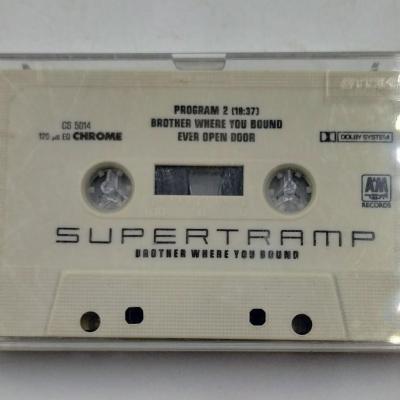 PROGRAM 2 (19:37)
BROTHER WHERE YOU BOUND
EVER OPEN DOOR
CS 5014
120 µs EQ CHROME
DOLBY SYSTEM
A&M
RECORDS
SUPERTRAMP
BROTHER WHERE YOU BOUND